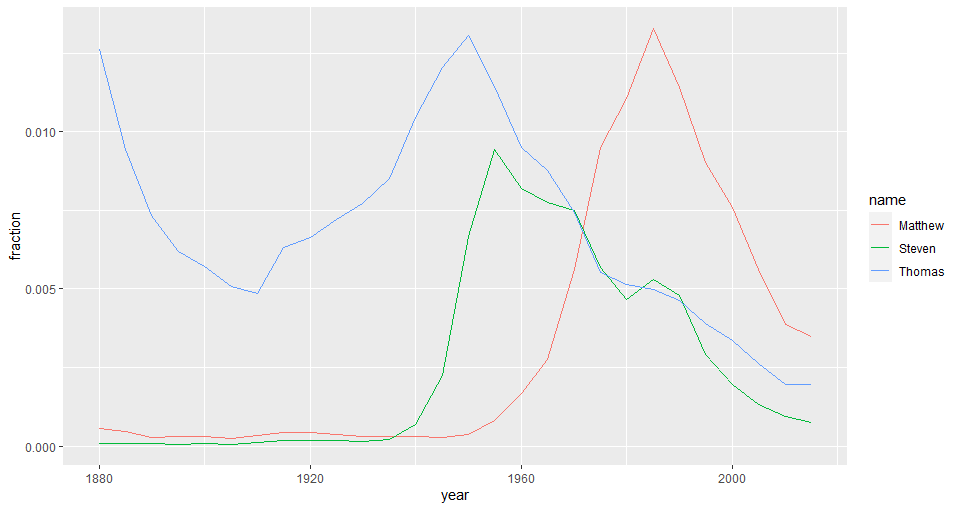 0.010
0.005
0.000
fraction
1880 1920 1960 2000
year
name
Matthew
Steven
Thomas